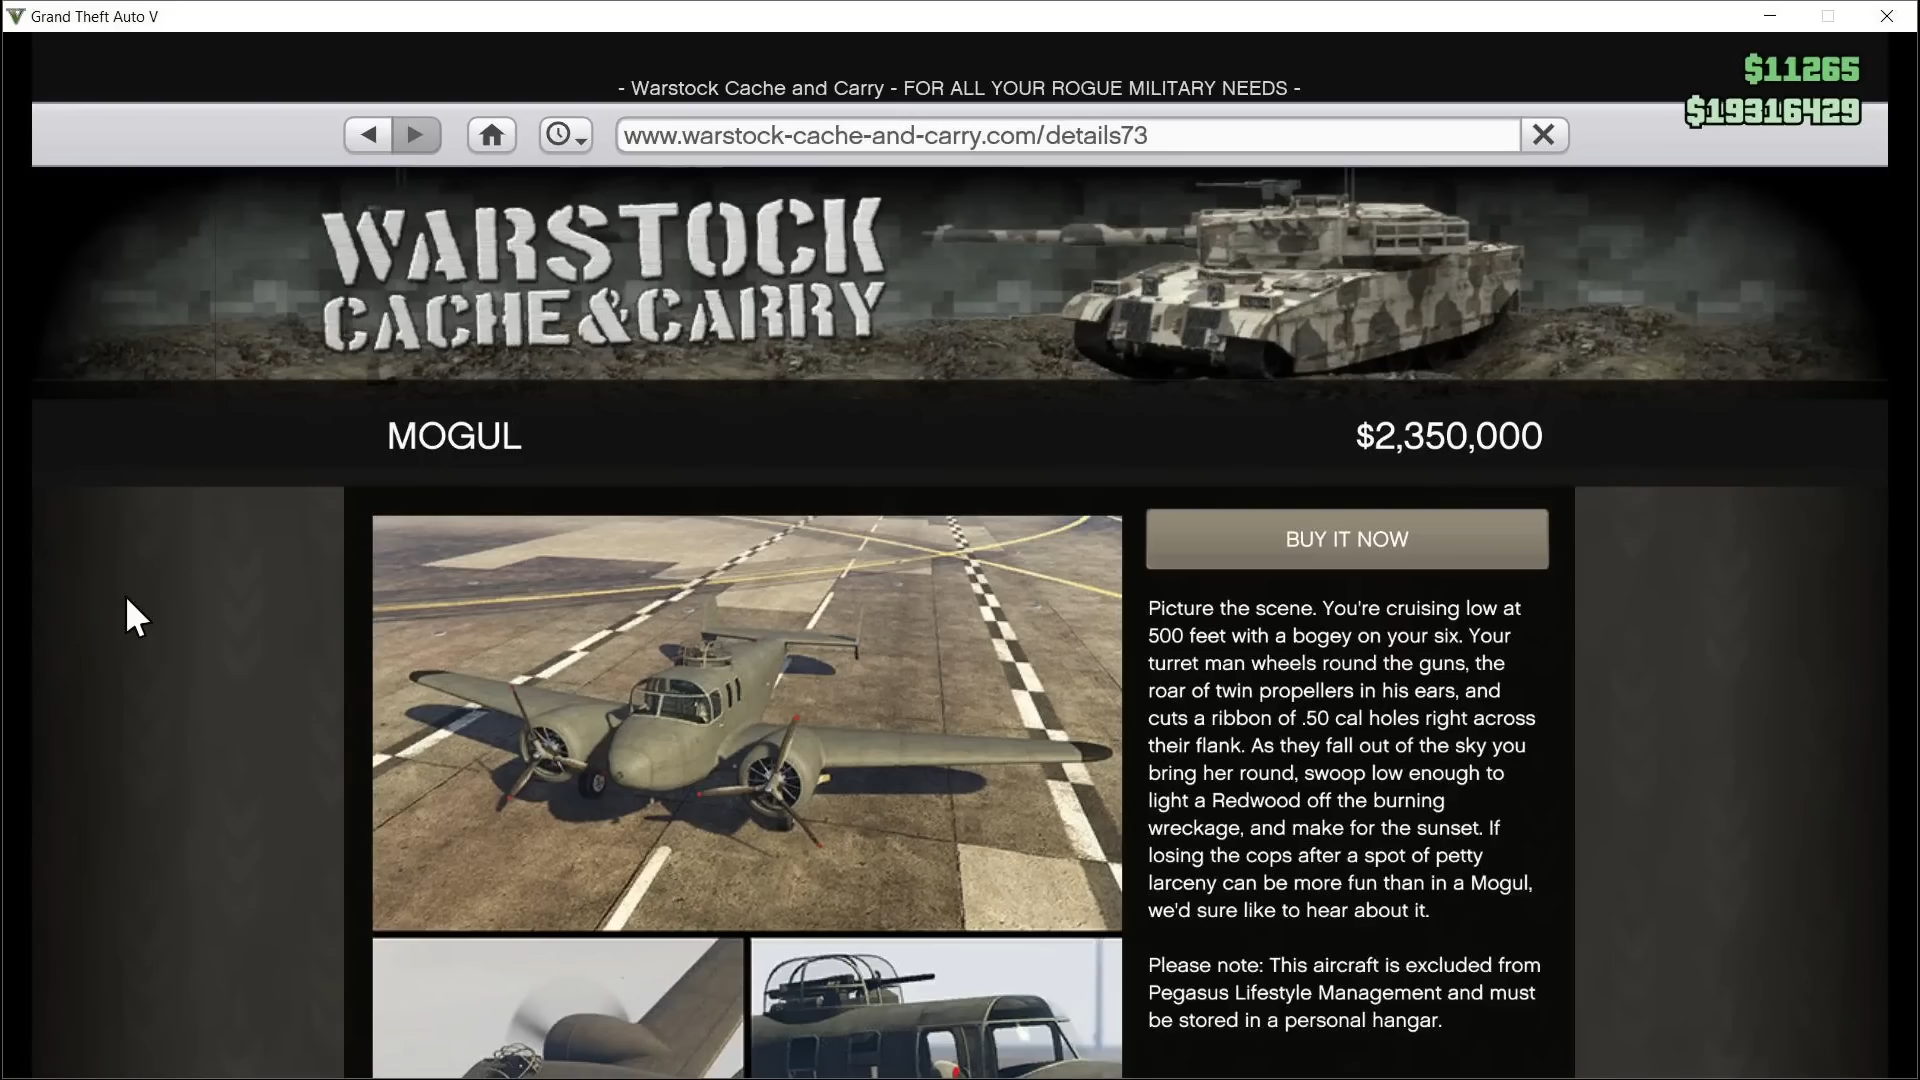 Grand Theft Auto V
$11265
- Warstock Cache and Carry - FOR ALL YOUR ROGUE MILITARY NEEDS -
$19316429
www.warstock-cache-and-carry.com/details73
WARSTOCK
CACHE&CARRY
MOGUL
$2,350,000
BUY IT NOW
Picture the scene. You're cruising low at
500 feet with a bogey on your six. Your
turret man wheels round the guns, the
roar of twin propellers in his ears, and
cuts a ribbon of .50 cal holes right across
their flank. As they fall out of the sky you
bring her round, swoop low enough to
light a Redwood off the burning
wreckage, and make for the sunset. If
losing the cops after a spot of petty
larceny can be more fun than in a Mogul,
we'd sure like to hear about it.
Please note: This aircraft is excluded from
Pegasus Lifestyle Management and must
be stored in a personal hangar.